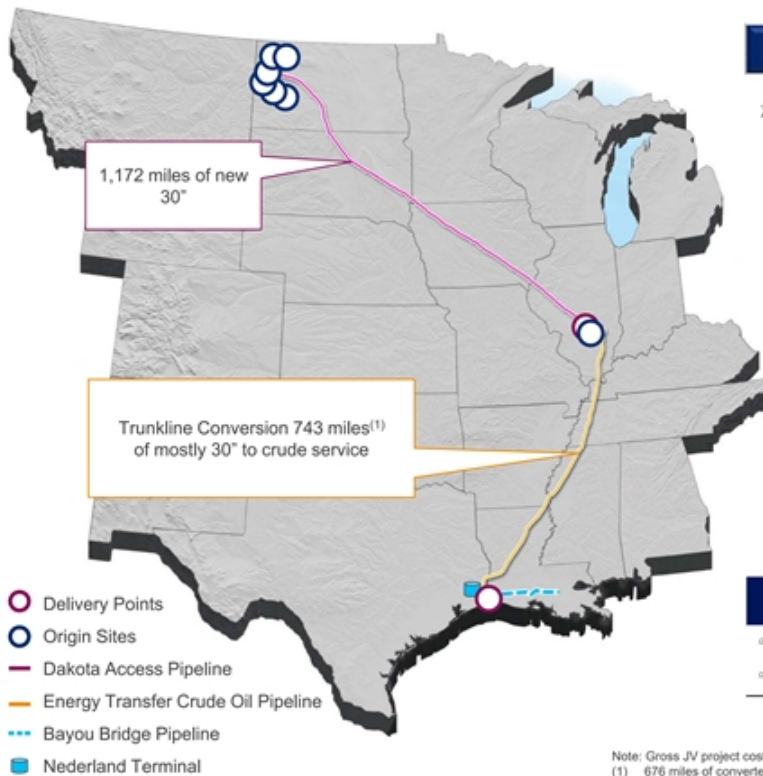 1,172 miles of new
30”
Trunkline Conversion 743 miles(1)
of mostly 30” to crude service
Delivery Points
Origin Sites
Dakota Access Pipeline
Energy Transfer Crude Oil Pipeline
Bayou Bridge Pipeline
Nederland Terminal
Note: Gross JV project cost
(1) 676 miles of converte